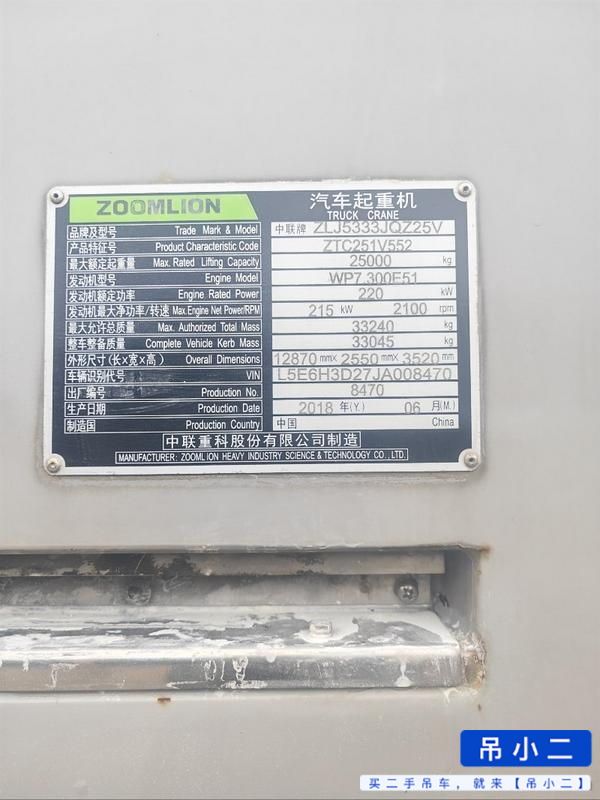 ZOOMLION 汽车起重机
TRUCK CRANE
品牌及型号 Trade Mark & Model 中联牌 ZLJ5333JQZ25V
产品特征号 Product Characteristic Code ZTC251V552
最大额定起重量 Max. Rated Lifting Capacity 25000 kg
发动机型号 Engine Model WP7.300E51
发动机额定功率 Engine Rated Power 220 kW
发动机最大净功率/转速 Max.Engine Net Power/RPM 215 kW 2100 rpm
最大允许总质量 Max. Authorized Total Mass 33240 kg
整车整备质量 Complete Vehicle Kerb Mass 33045 kg
外形尺寸(长×宽×高) Overall Dimensions 12870 mm× 2550 mm× 3520 mm
车辆识别代号 VIN L5E6H3D27JA008470
出厂编号 Production No. 8470
生产日期 Production Date 2018 年(Y.) 06 月(M.)
制造国 Production Country 中国 China
中联重科股份有限公司制造
MANUFACTURER: ZOOMLION HEAVY INDUSTRY SCIENCE & TECHNOLOGY CO., LTD.
吊小二
买二手吊车，就来【吊小二】